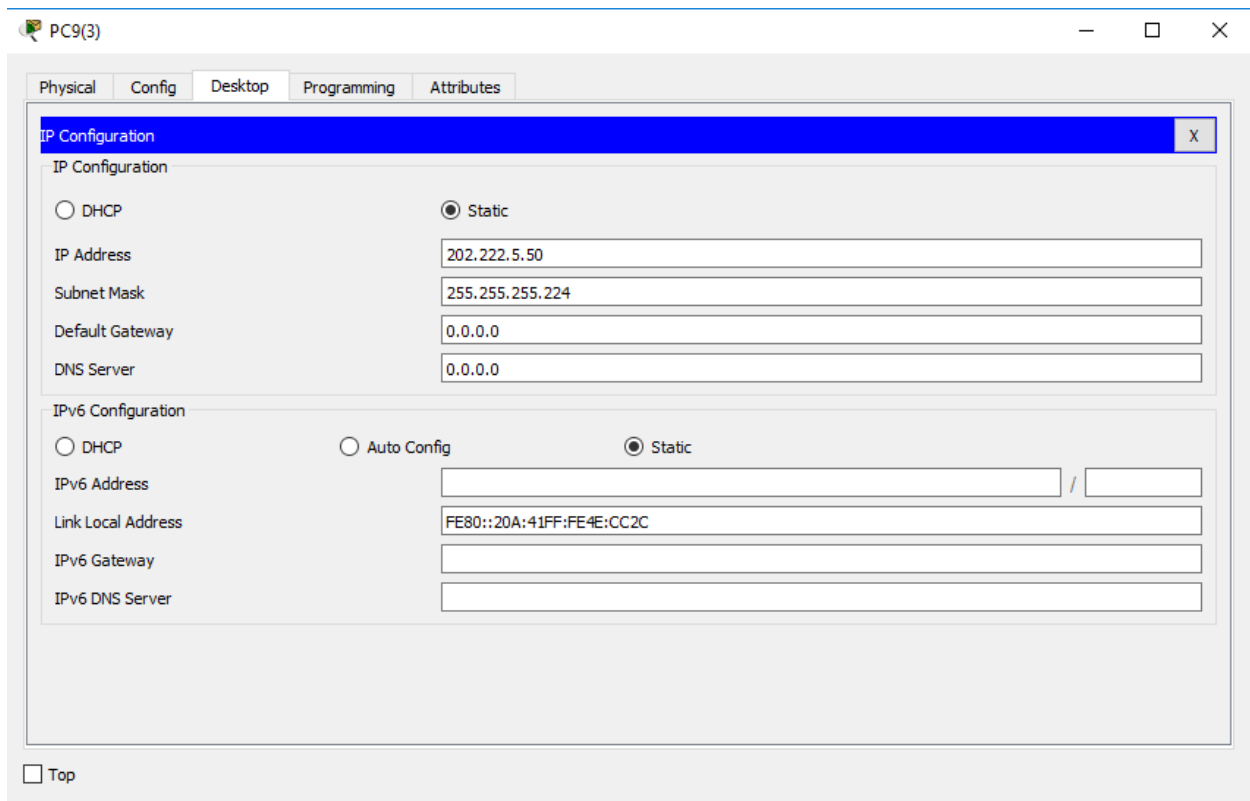 PC9(3)
Physical Config Desktop Programming Attributes
IP Configuration X
IP Configuration
DHCP Static
IP Address 202.222.5.50
Subnet Mask 255.255.255.224
Default Gateway 0.0.0.0
DNS Server 0.0.0.0
IPv6 Configuration
DHCP Auto Config Static
IPv6 Address /
Link Local Address FE80::20A:41FF:FE4E:CC2C
IPv6 Gateway
IPv6 DNS Server
Top